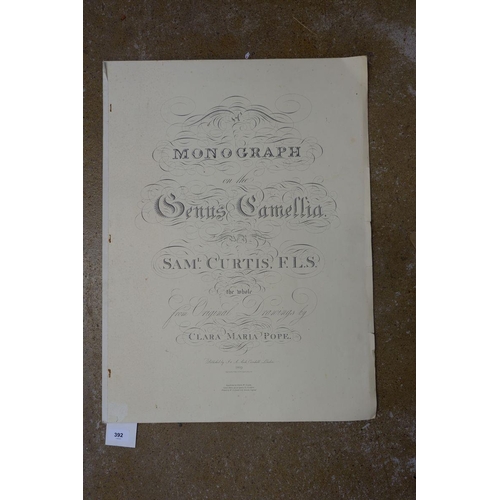 A
MONOGRAPH
on the
Genus Camellia
BY
SAML. CURTIS, F.L.S.
the whole
from Original Drawings by
CLARA MARIA POPE.
392